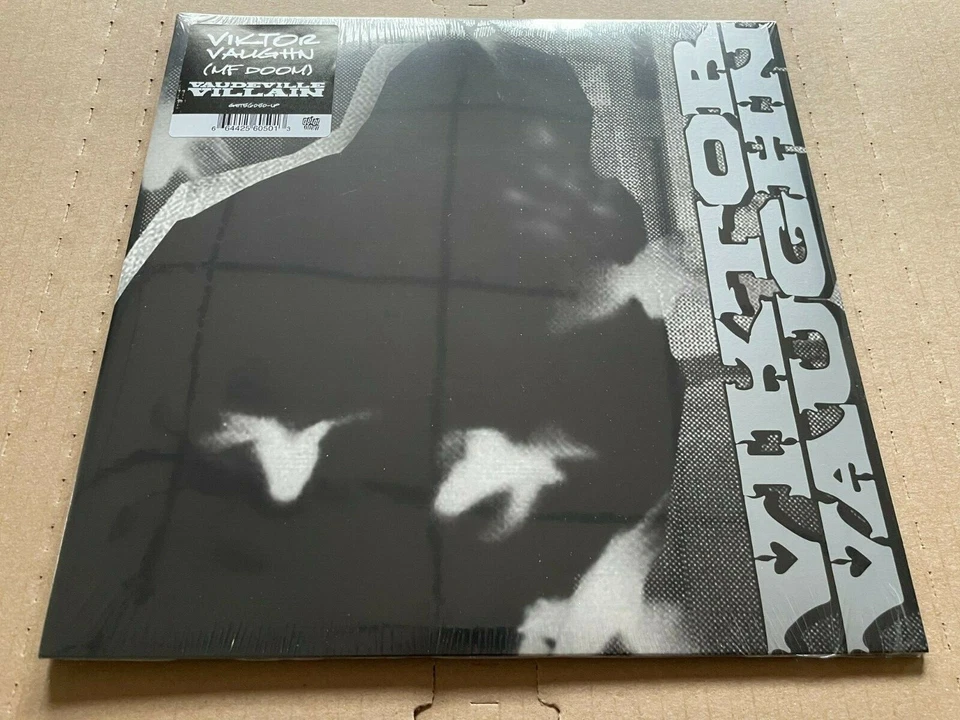 VIKTOR
VAUGHN
(MF DOOM)
VAUDEVILLE
VILLAIN
6 64425 60501 3
VIKTOR
VAUGHN